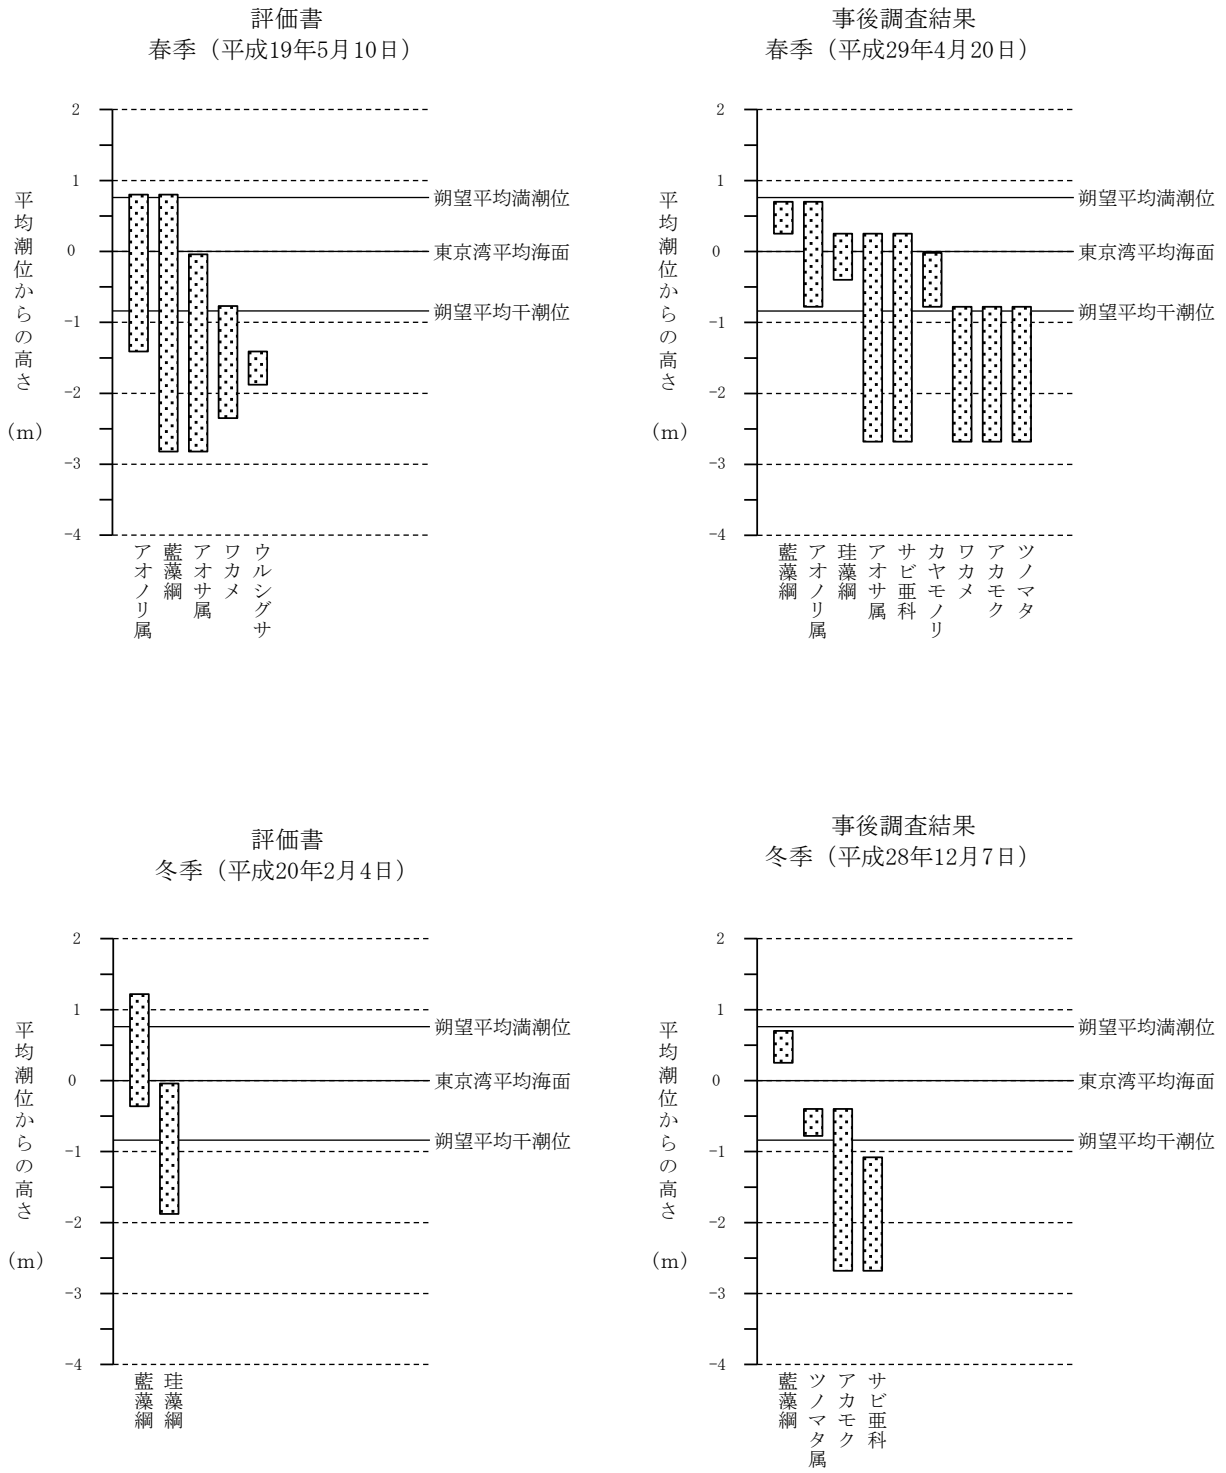 評価書
春季（平成19年5月10日）
2
1
0
-1
-2
-3
-4
平均潮位からの高さ
（m）
朔望平均満潮位
東京湾平均海面
朔望平均干潮位
アオノリ属
藍藻綱
アオサ属
ワカメ
ウルシグサ
事後調査結果
春季（平成29年4月20日）
2
1
0
-1
-2
-3
-4
平均潮位からの高さ
（m）
朔望平均満潮位
東京湾平均海面
朔望平均干潮位
藍藻綱
アオノリ属
珪藻綱
アオサ属
サビ亜科
カヤモノリ
ワカメ
アカモク
ツノマタ
評価書
冬季（平成20年2月4日）
2
1
0
-1
-2
-3
-4
平均潮位からの高さ
（m）
朔望平均満潮位
東京湾平均海面
朔望平均干潮位
藍藻綱
珪藻綱
事後調査結果
冬季（平成28年12月7日）
2
1
0
-1
-2
-3
-4
平均潮位からの高さ
（m）
朔望平均満潮位
東京湾平均海面
朔望平均干潮位
藍藻綱
ツノマタ属
アカモク
サビ亜科